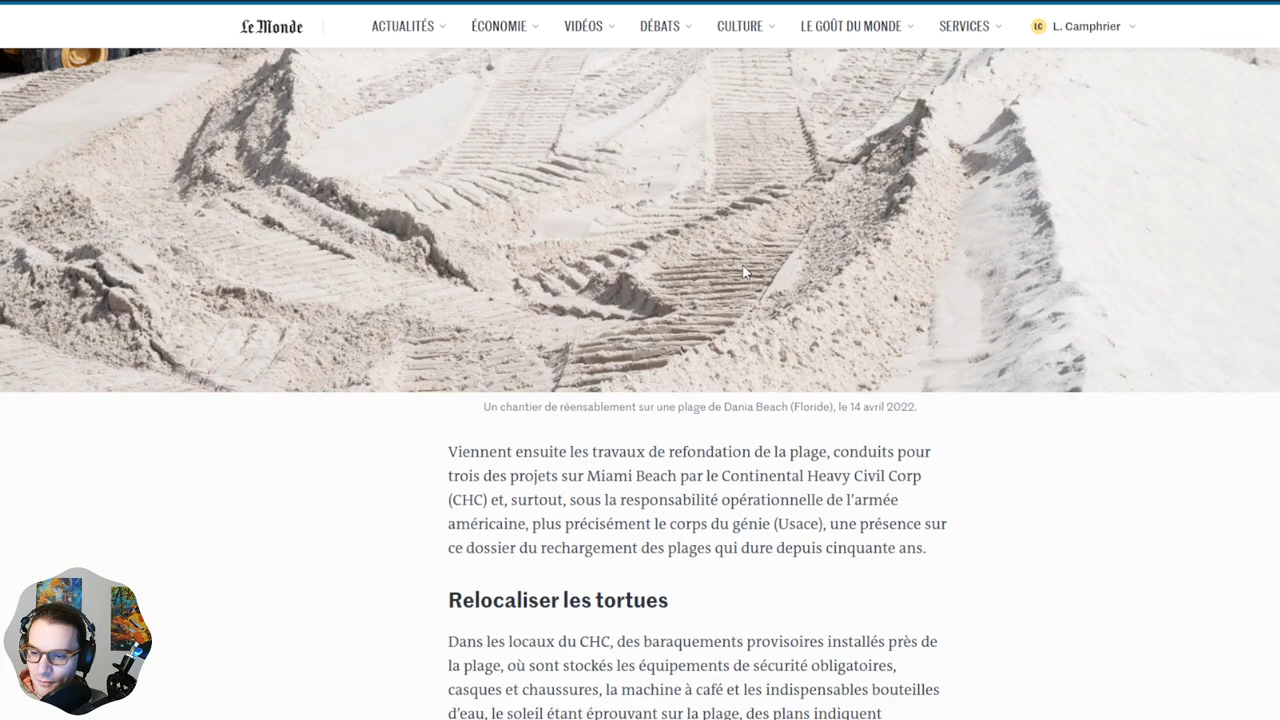 Le Monde
ACTUALITÉS
ÉCONOMIE
VIDÉOS
DÉBATS
CULTURE
LE GOÛT DU MONDE
SERVICES
LC
L. Camphrier
Un chantier de réensablement sur une plage de Dania Beach (Floride), le 14 avril 2022.
Viennent ensuite les travaux de refondation de la plage, conduits pour
trois des projets sur Miami Beach par le Continental Heavy Civil Corp
(CHC) et, surtout, sous la responsabilité opérationnelle de l'armée
américaine, plus précisément le corps du génie (Usace), une présence sur
ce dossier du rechargement des plages qui dure depuis cinquante ans.
Relocaliser les tortues
Dans les locaux du CHC, des baraquements provisoires installés près de
la plage, où sont stockés les équipements de sécurité obligatoires,
casques et chaussures, la machine à café et les indispensables bouteilles
d'eau, le soleil étant éprouvant sur la plage, des plans indiquent